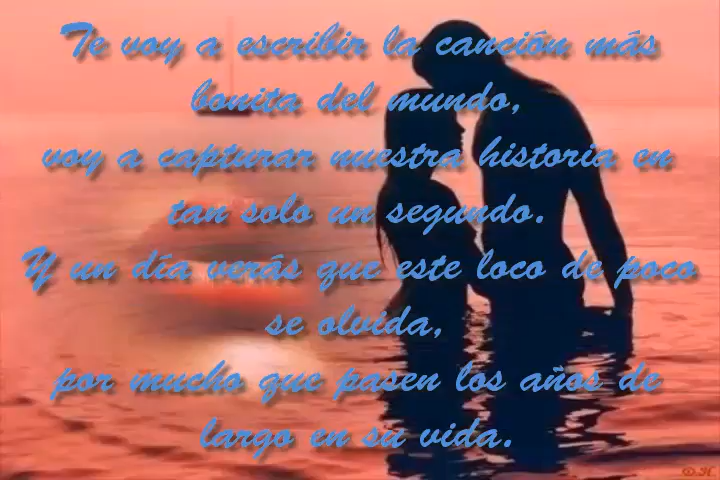 Te voy a escribir la canción más
bonita del mundo,
voy a capturar nuestra historia en
tan solo un segundo.
Y un día verás que este loco de poco
se olvida,
por mucho que pasen los años de
largo en su vida.
D.H.